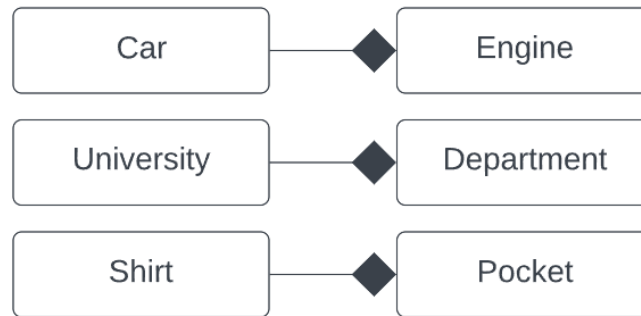 Car
Engine
University
Department
Shirt
Pocket